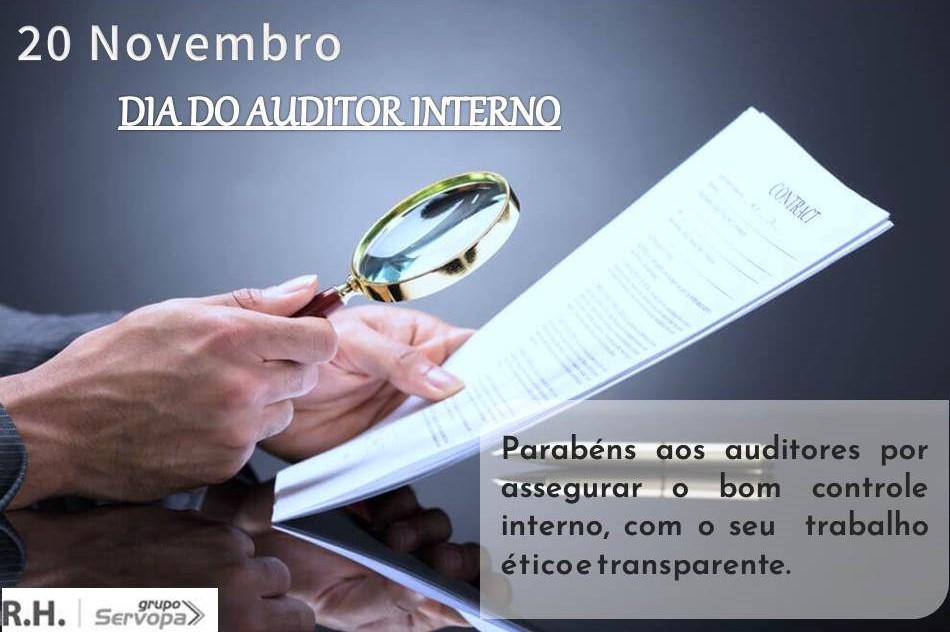 20 Novembro
DIA DO AUDITOR INTERNO
CONTRACT
Parabéns aos auditores por
assegurar o bom controle
interno, com o seu trabalho
ético e transparente.
R.H. | grupo
Servopa